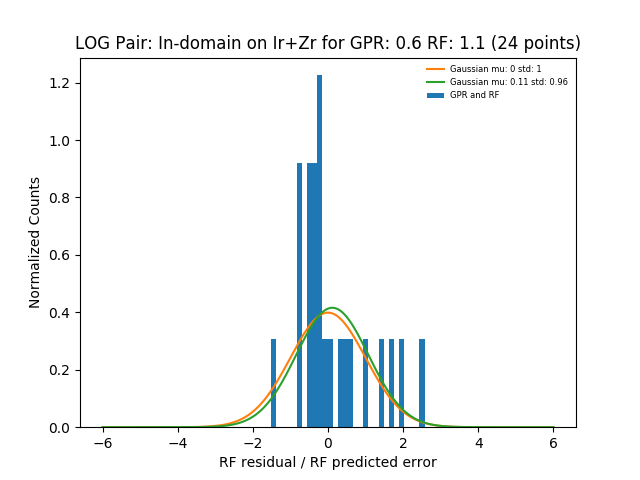 LOG Pair: In-domain on Ir+Zr for GPR: 0.6 RF: 1.1 (24 points)
Gaussian mu: 0 std: 1
Gaussian mu: 0.11 std: 0.96
GPR and RF
Normalized Counts
1.2
1.0
0.8
0.6
0.4
0.2
0.0
−6 −4 −2 0 2 4 6
RF residual / RF predicted error